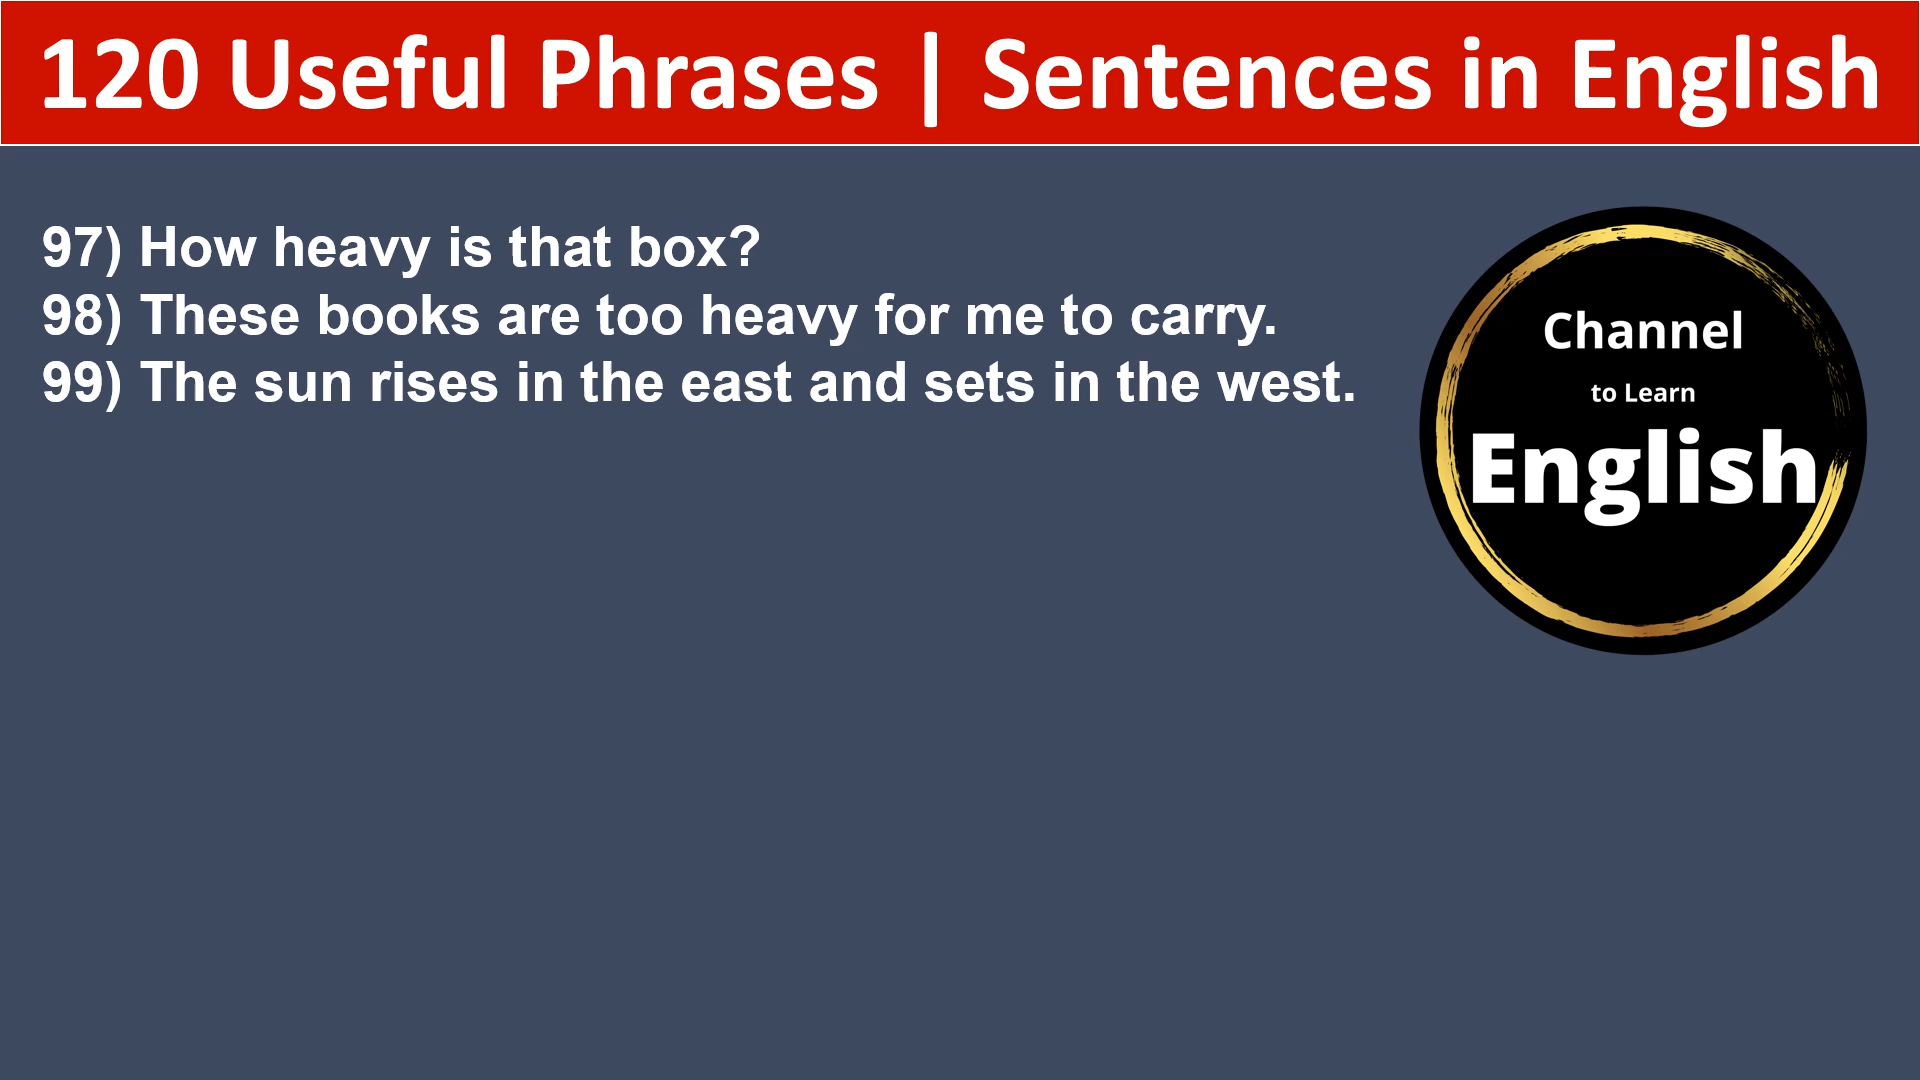 120 Useful Phrases | Sentences in English
97) How heavy is that box?
98) These books are too heavy for me to carry.
99) The sun rises in the east and sets in the west.
Channel
to Learn
English